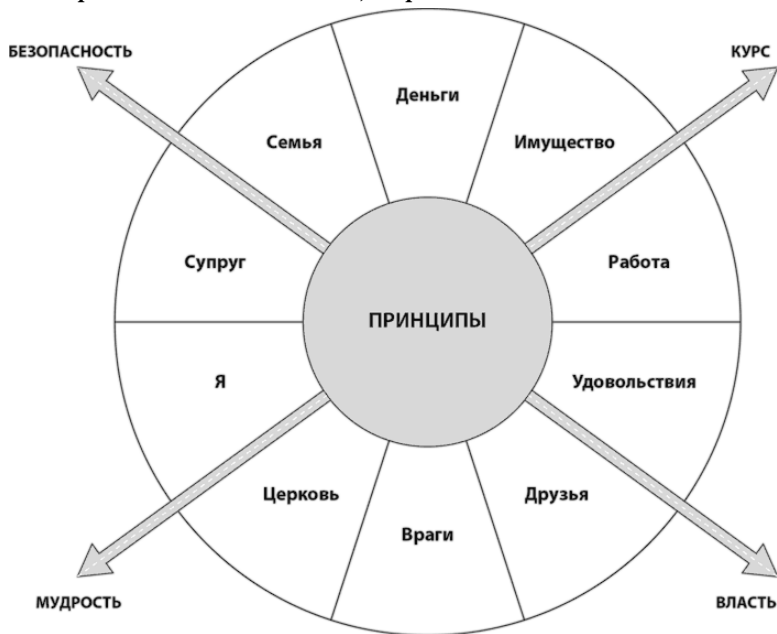 БЕЗОПАСНОСТЬ
КУРС
Деньги
Семья
Имущество
Супруг
Работа
ПРИНЦИПЫ
Я
Удовольствия
Церковь
Друзья
Враги
МУДРОСТЬ
ВЛАСТЬ